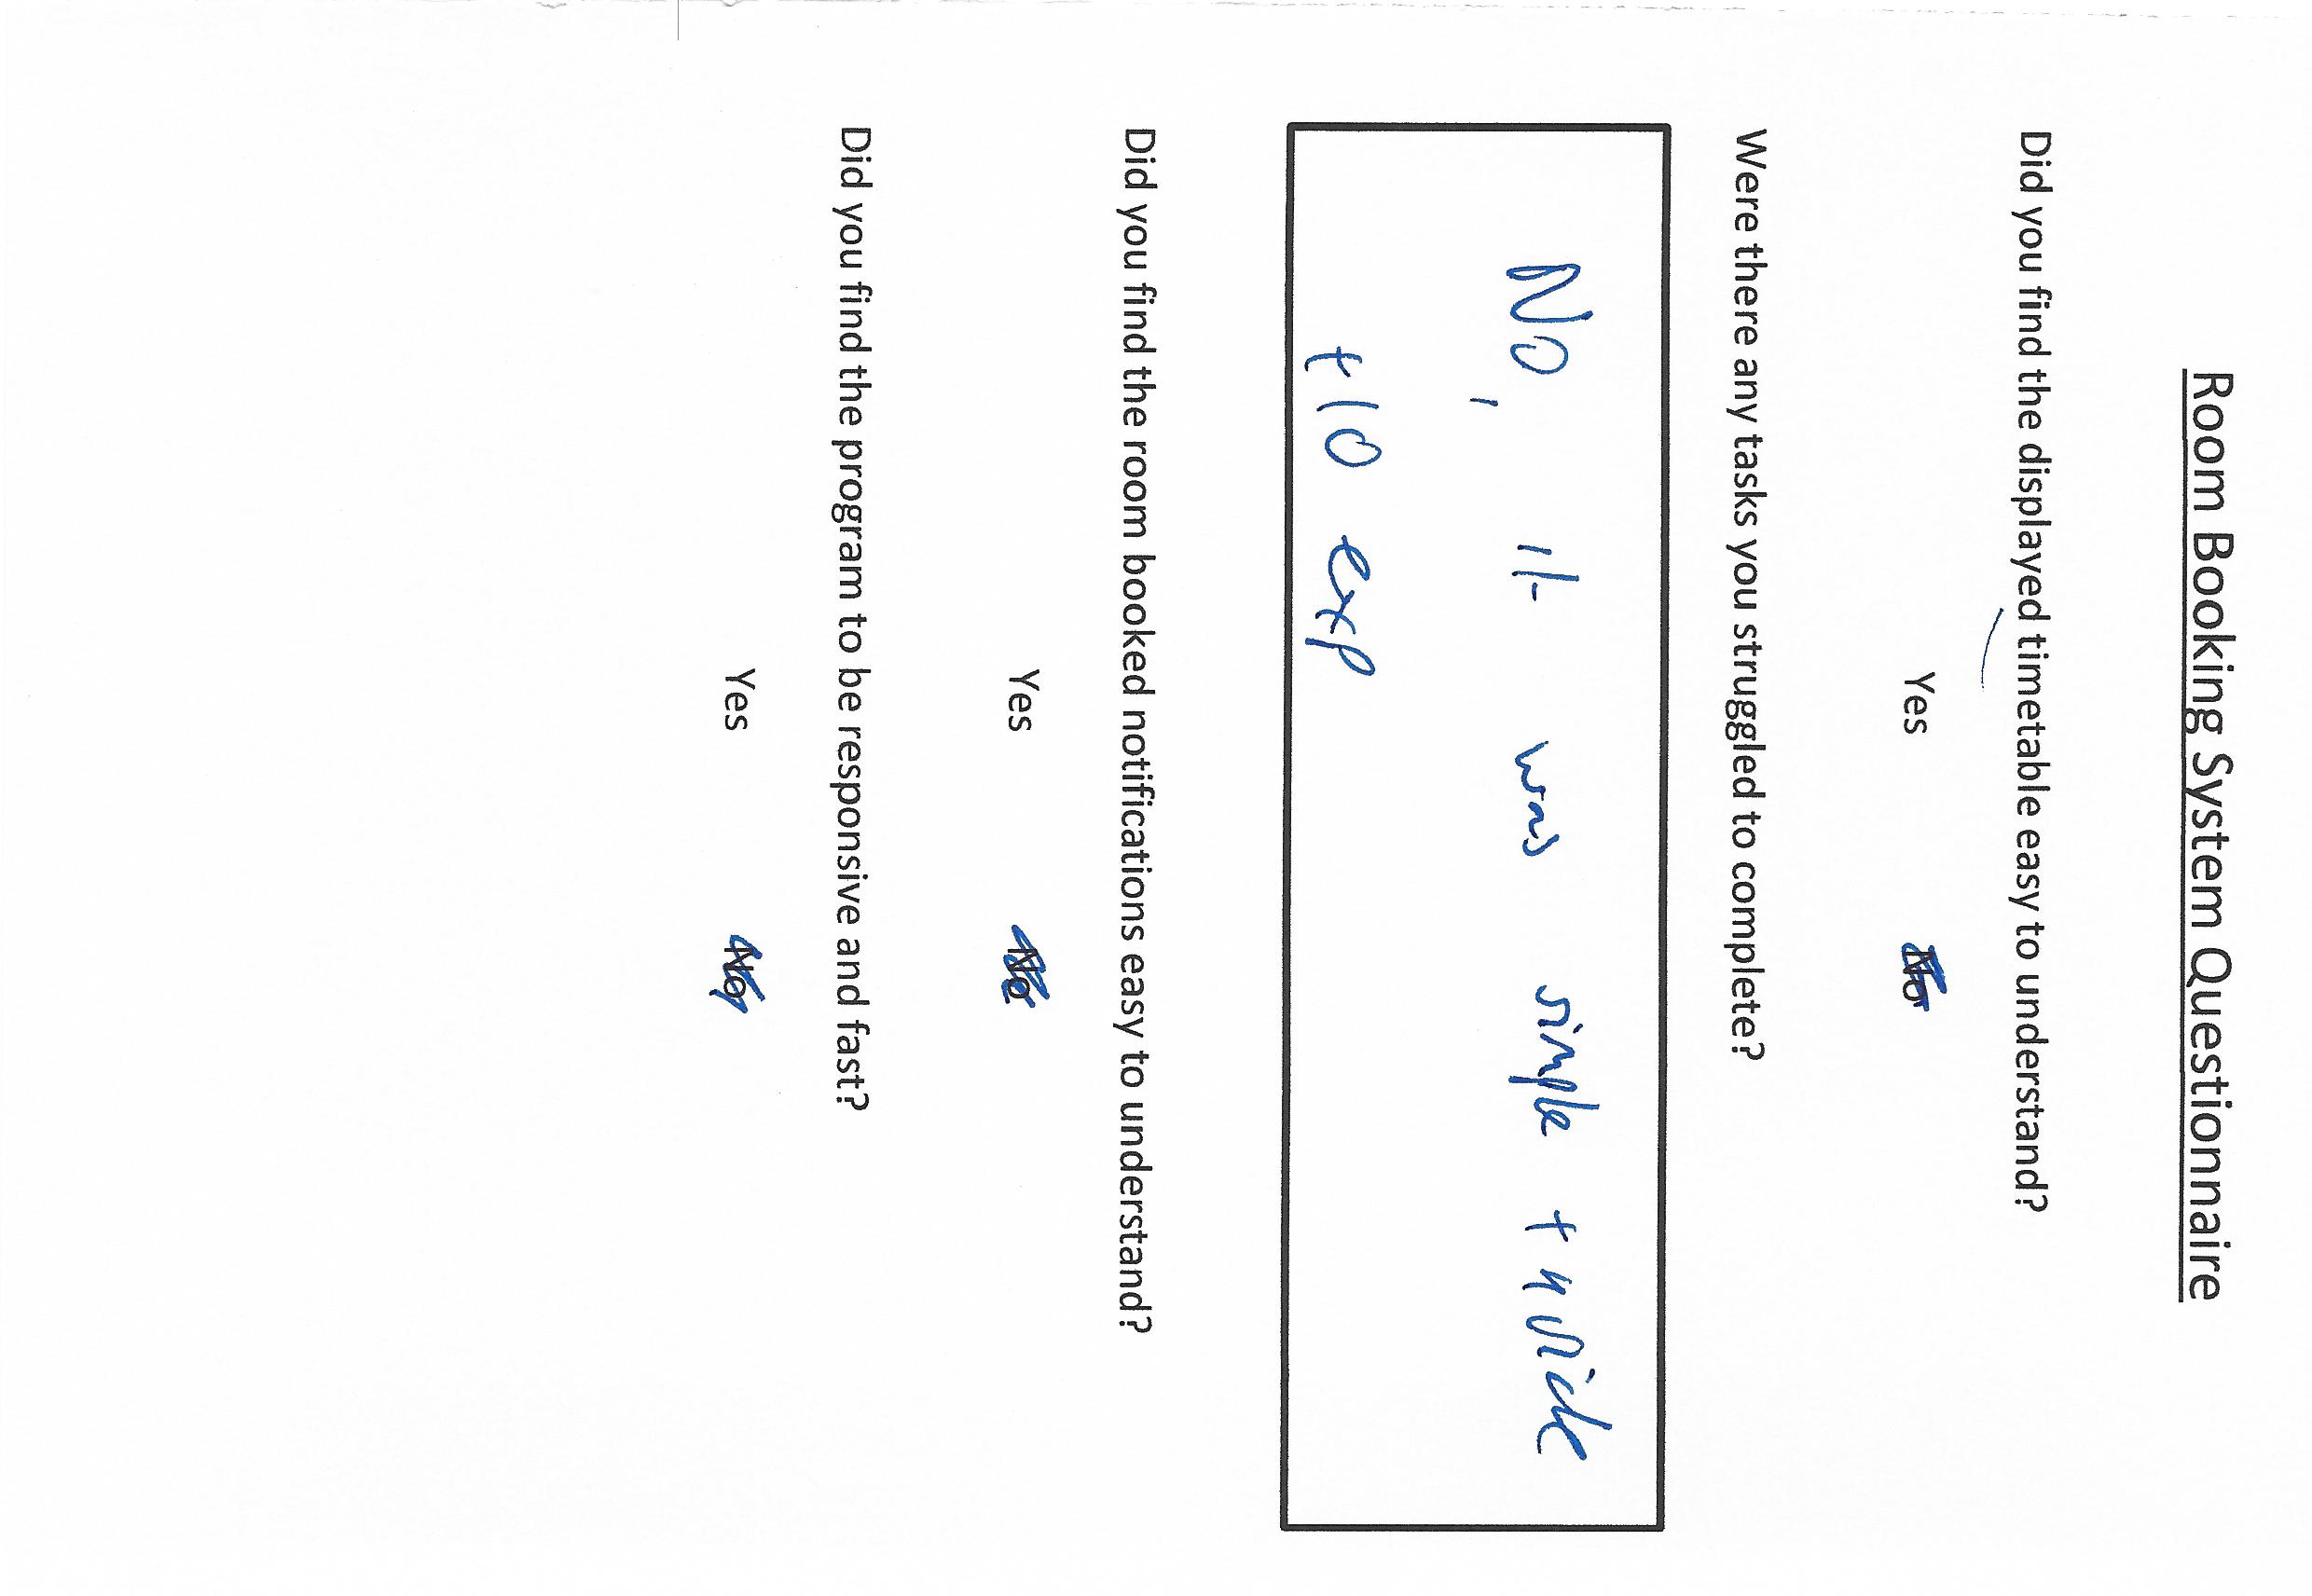 Room Booking System Questionnaire
Did you find the displayed timetable easy to understand?
Yes No
Were there any tasks you struggled to complete?
No, it was simple + quick
+10 exp
Did you find the room booked notifications easy to understand?
Yes No
Did you find the program to be responsive and fast?
Yes No